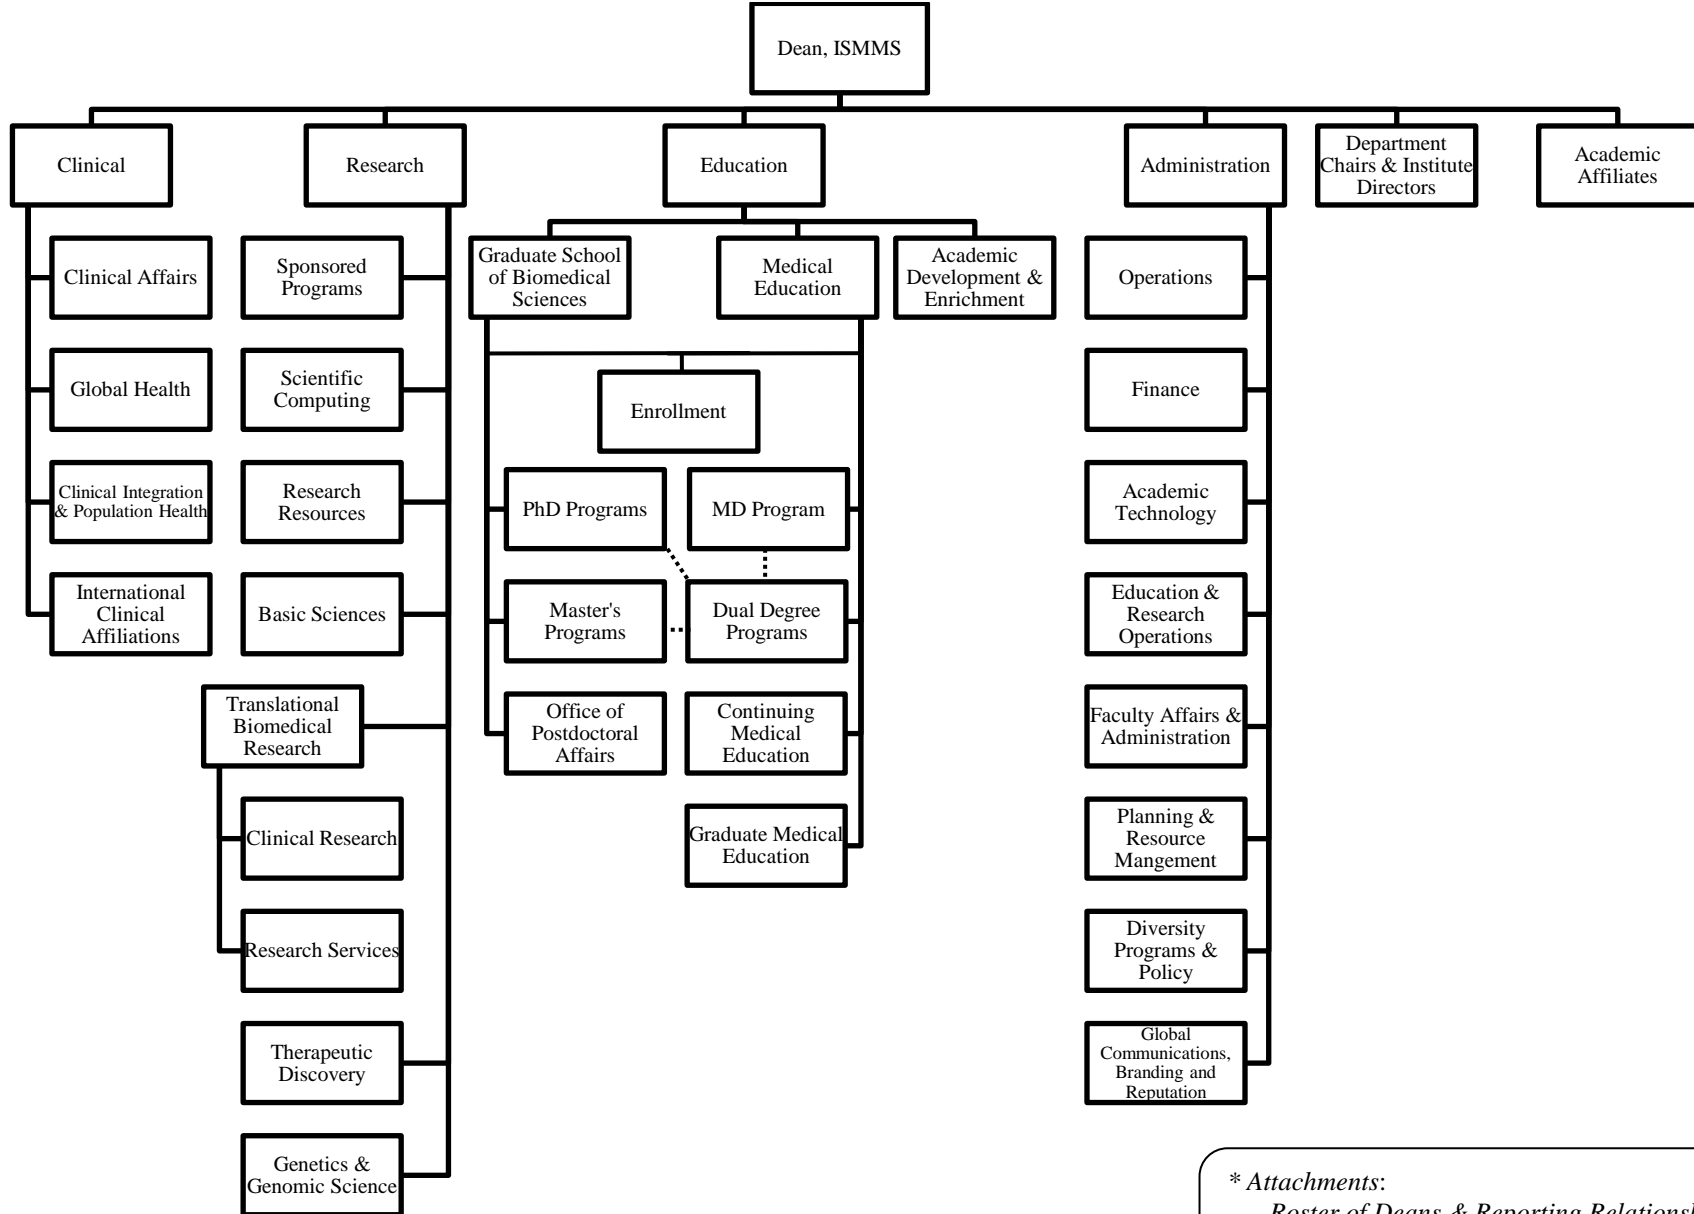 Dean, ISMMS
Clinical
Research
Education
Administration
Department
Chairs & Institute
Directors
Academic
Affiliates
Clinical Affairs
Global Health
Clinical Integration
& Population Health
International
Clinical
Affiliations
Sponsored
Programs
Scientific
Computing
Research
Resources
Basic Sciences
Translational
Biomedical
Research
Clinical Research
Research Services
Therapeutic
Discovery
Genetics &
Genomic Science
Graduate School
of Biomedical
Sciences
Medical
Education
Academic
Development &
Enrichment
Enrollment
PhD Programs
MD Program
Master's
Programs
Dual Degree
Programs
Office of
Postdoctoral
Affairs
Continuing
Medical
Education
Graduate Medical
Education
Operations
Finance
Academic
Technology
Education &
Research
Operations
Faculty Affairs &
Administration
Planning &
Resource
Mangement
Diversity
Programs &
Policy
Global
Communications,
Branding and
Reputation
* Attachments:
Roster of Deans & Reporting